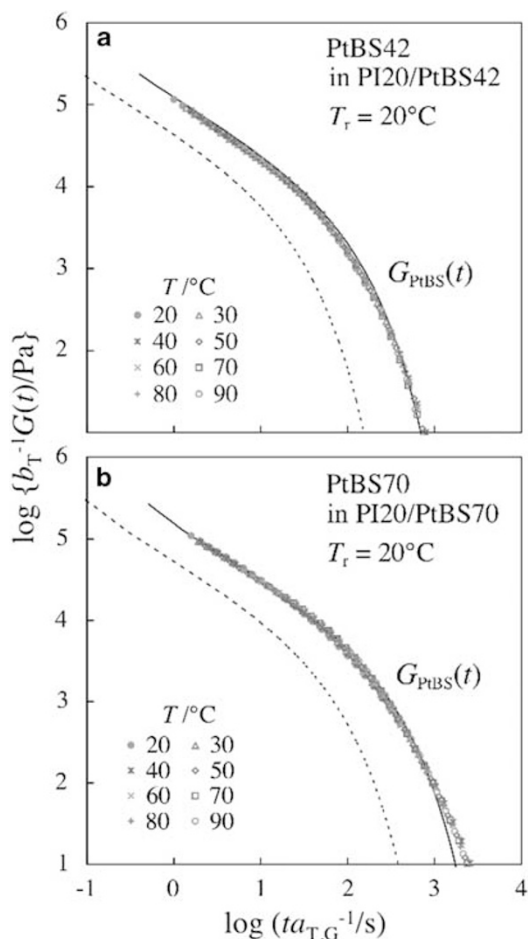 6
a
PtBS42
in PI20/PtBS42
T_r = 20°C
5
4
3
G_PtBS(t)
T /°C
20 30
40 50
2
60 70
80 90
log {b_T^-1G(t)/Pa}
6
b
PtBS70
in PI20/PtBS70
T_r = 20°C
5
4
3
G_PtBS(t)
T /°C
20 30
40 50
2
60 70
80 90
1
-1 0 1 2 3 4
log (ta_T,G^-1/s)